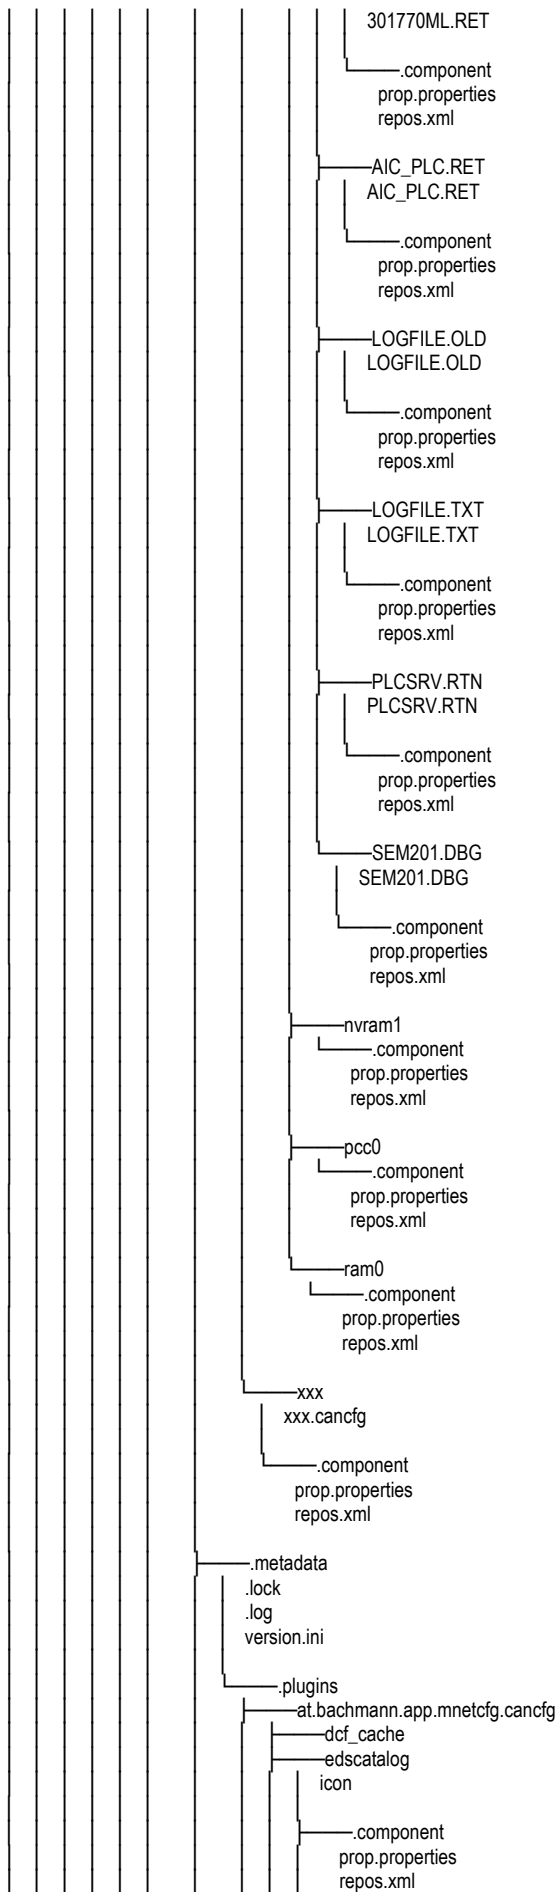 301770ML.RET
.component
prop.properties
repos.xml
AIC_PLC.RET
AIC_PLC.RET
.component
prop.properties
repos.xml
LOGFILE.OLD
LOGFILE.OLD
.component
prop.properties
repos.xml
LOGFILE.TXT
LOGFILE.TXT
.component
prop.properties
repos.xml
PLCSRV.RTN
PLCSRV.RTN
.component
prop.properties
repos.xml
SEM201.DBG
SEM201.DBG
.component
prop.properties
repos.xml
nvram1
.component
prop.properties
repos.xml
pcc0
.component
prop.properties
repos.xml
ram0
.component
prop.properties
repos.xml
xxx
xxx.cancfg
.component
prop.properties
repos.xml
.metadata
.lock
.log
version.ini
.plugins
at.bachmann.app.mnetcfg.cancfg
dcf_cache
edscatalog
icon
.component
prop.properties
repos.xml